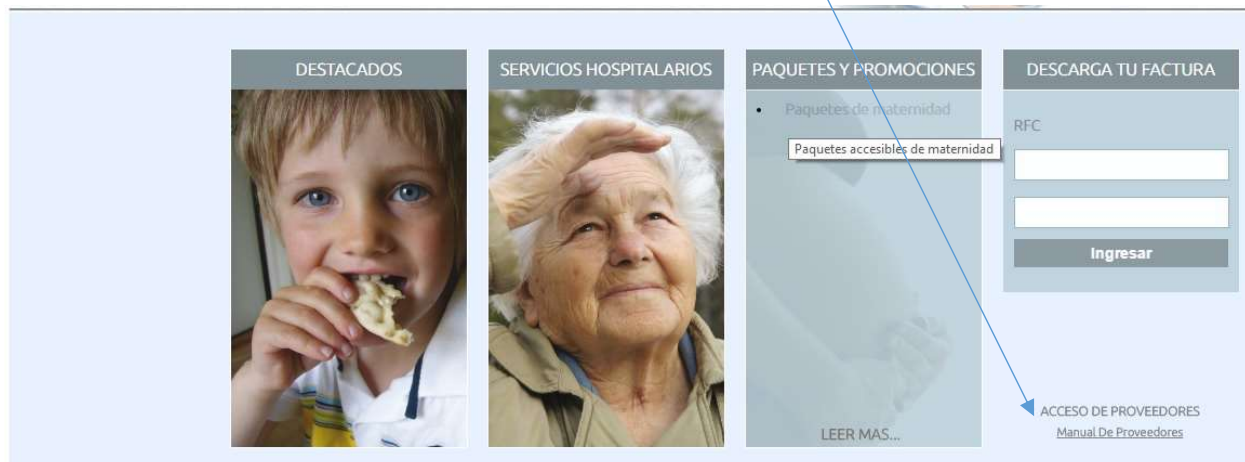 DESTACADOS
SERVICIOS HOSPITALARIOS
PAQUETES Y PROMOCIONES
Paquetes de maternidad
Paquetes accesibles de maternidad
LEER MAS...
DESCARGA TU FACTURA
RFC
Ingresar
ACCESO DE PROVEEDORES
Manual De Proveedores